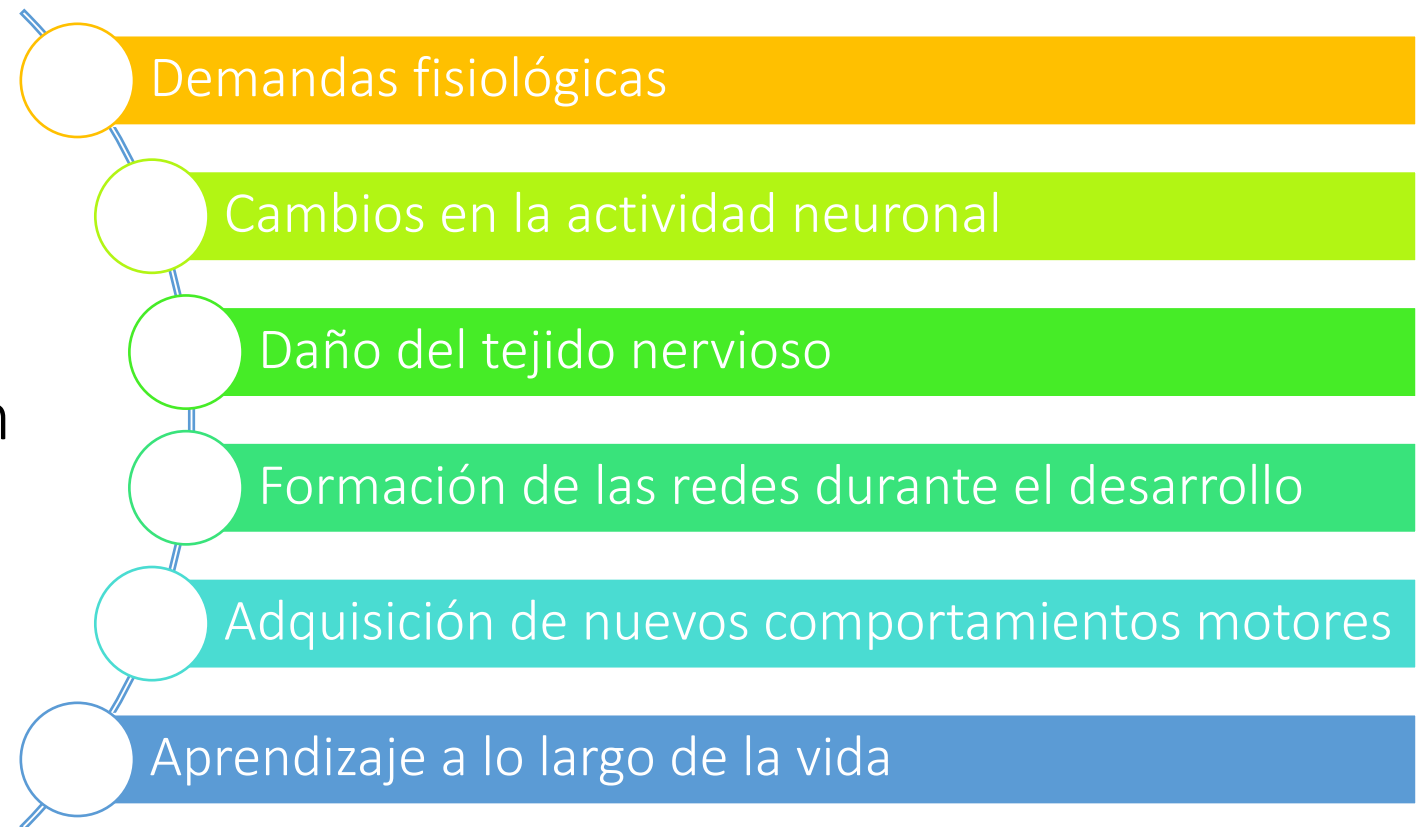 Demandas fisiológicas
Cambios en la actividad neuronal
Daño del tejido nervioso
n
Formación de las redes durante el desarrollo
Adquisición de nuevos comportamientos motores
Aprendizaje a lo largo de la vida